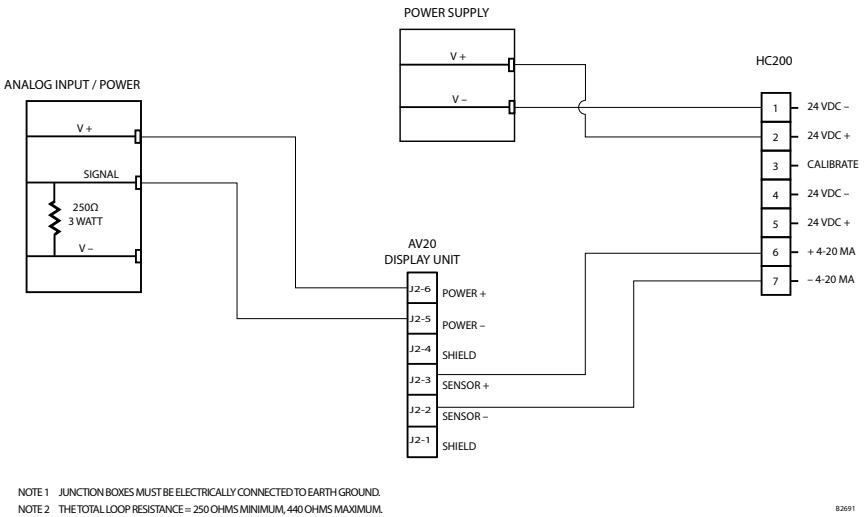 POWER SUPPLY
V +
V –
ANALOG INPUT / POWER
V +
SIGNAL
250Ω
3 WATT
V –
HC200
1 24 VDC –
2 24 VDC +
3 CALIBRATE
4 24 VDC –
5 24 VDC +
6 + 4-20 MA
7 – 4-20 MA
AV20
DISPLAY UNIT
J2-6 POWER +
J2-5 POWER –
J2-4 SHIELD
J2-3 SENSOR +
J2-2 SENSOR –
J2-1 SHIELD
NOTE 1 JUNCTION BOXES MUST BE ELECTRICALLY CONNECTED TO EARTH GROUND.
NOTE 2 THE TOTAL LOOP RESISTANCE = 250 OHMS MINIMUM, 440 OHMS MAXIMUM.
B2691